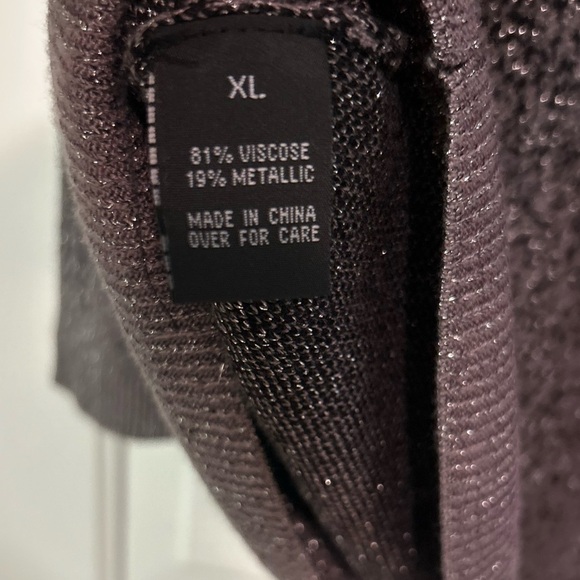 XL
81% VISCOSE
19% METALLIC
MADE IN CHINA
OVER FOR CARE